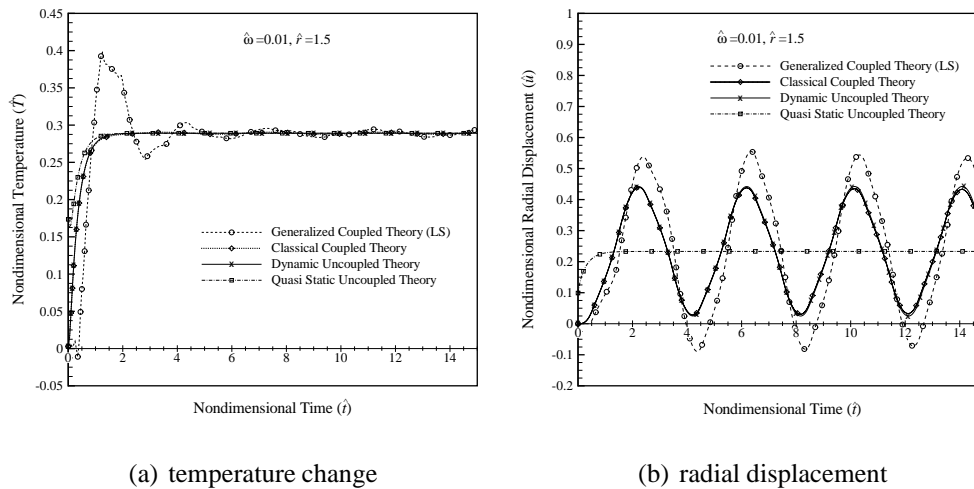 0.45
0.4
0.35
0.3
0.25
0.2
0.15
0.1
0.05
0
-0.05
Nondimensional Temperature (T̂)
ω̂ =0.01, r̂ =1.5
Generalized Coupled Theory (LS)
Classical Coupled Theory
Dynamic Uncoupled Theory
Quasi Static Uncoupled Theory
0 2 4 6 8 10 12 14
Nondimensional Time (t̂)
(a) temperature change
1
0.9
0.8
0.7
0.6
0.5
0.4
0.3
0.2
0.1
0
-0.1
-0.2
Nondimensional Radial Displacement (û)
ω̂ =0.01, r̂ =1.5
Generalized Coupled Theory (LS)
Classical Coupled Theory
Dynamic Uncoupled Theory
Quasi Static Uncoupled Theory
0 2 4 6 8 10 12 14
Nondimensional Time (t̂)
(b) radial displacement